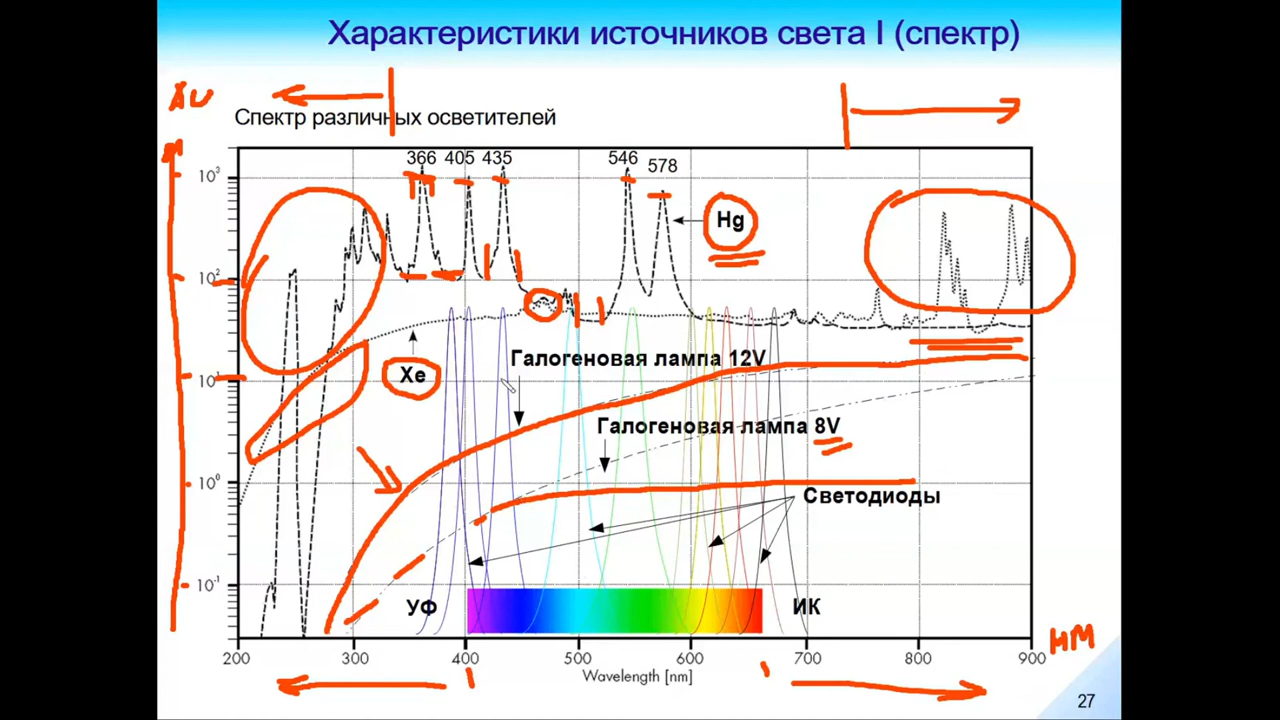 Характеристики источников света I (спектр)
AU
Спектр различных осветителей
366 405 435 546 578
10³
Hg
10²
Xe
Галогеновая лампа 12V
10¹
Галогеновая лампа 8V
10⁰
Светодиоды
10⁻¹
УФ
ИК
200 300 400 500 600 700 800 900
нм
Wavelength [nm]
27